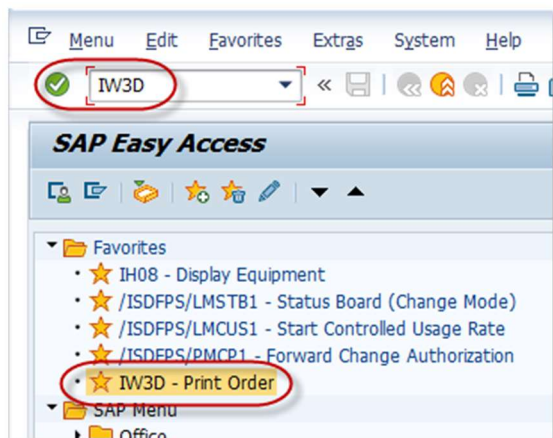 Menu Edit Favorites Extras System Help
IW3D
SAP Easy Access
Favorites
IH08 - Display Equipment
/ISDFPS/LMSTB1 - Status Board (Change Mode)
/ISDFPS/LMCUS1 - Start Controlled Usage Rate
/ISDFPS/PMCP1 - Forward Change Authorization
IW3D - Print Order
SAP Menu
Office